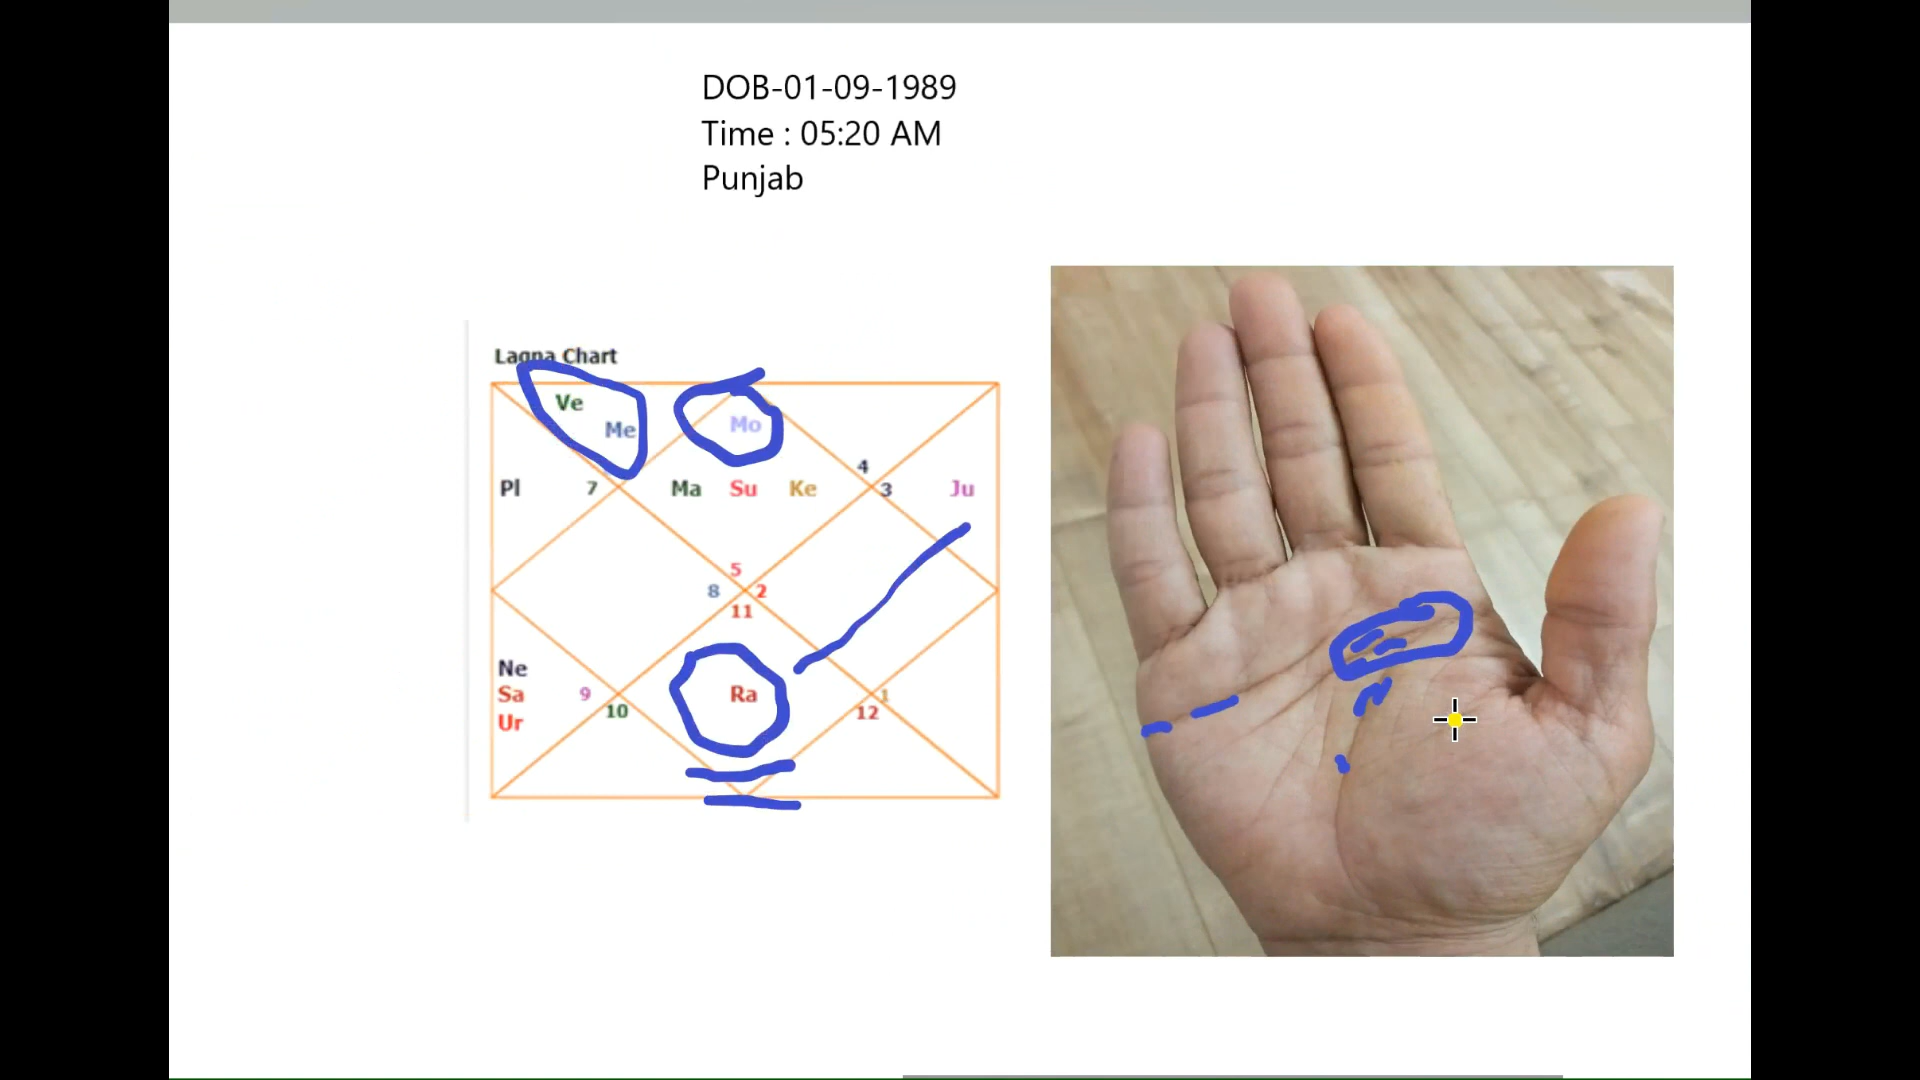 DOB-01-09-1989
Time : 05:20 AM
Punjab
Lagna Chart
Ve
Me
Mo
4
Pl
7
Ma
Su
Ke
3
Ju
5
8
2
11
Ne
Sa
9
Ra
1
Ur
10
12